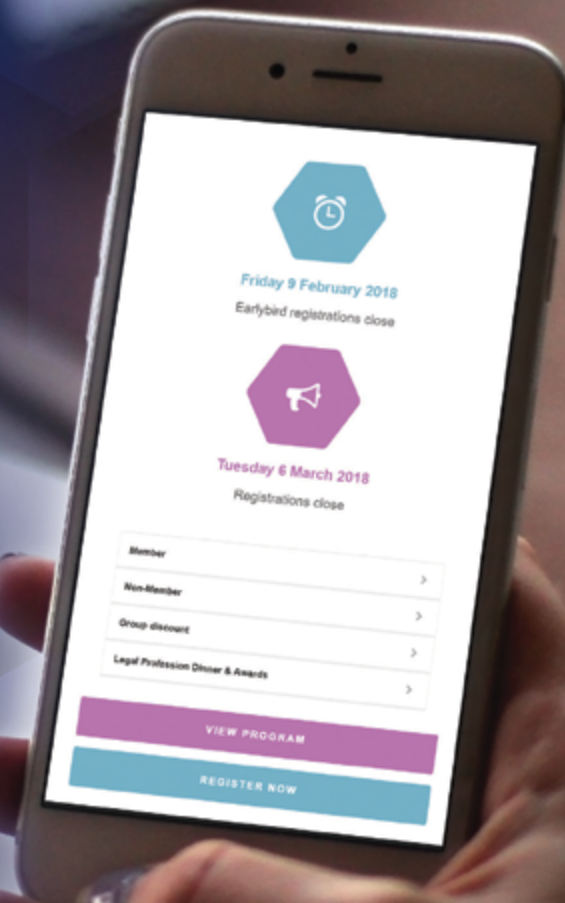 Friday 9 February 2018
Earlybird registrations close
Tuesday 6 March 2018
Registrations close
Member
Non-Member
Group discount
Legal Profession Dinner & Awards
VIEW PROGRAM
REGISTER NOW